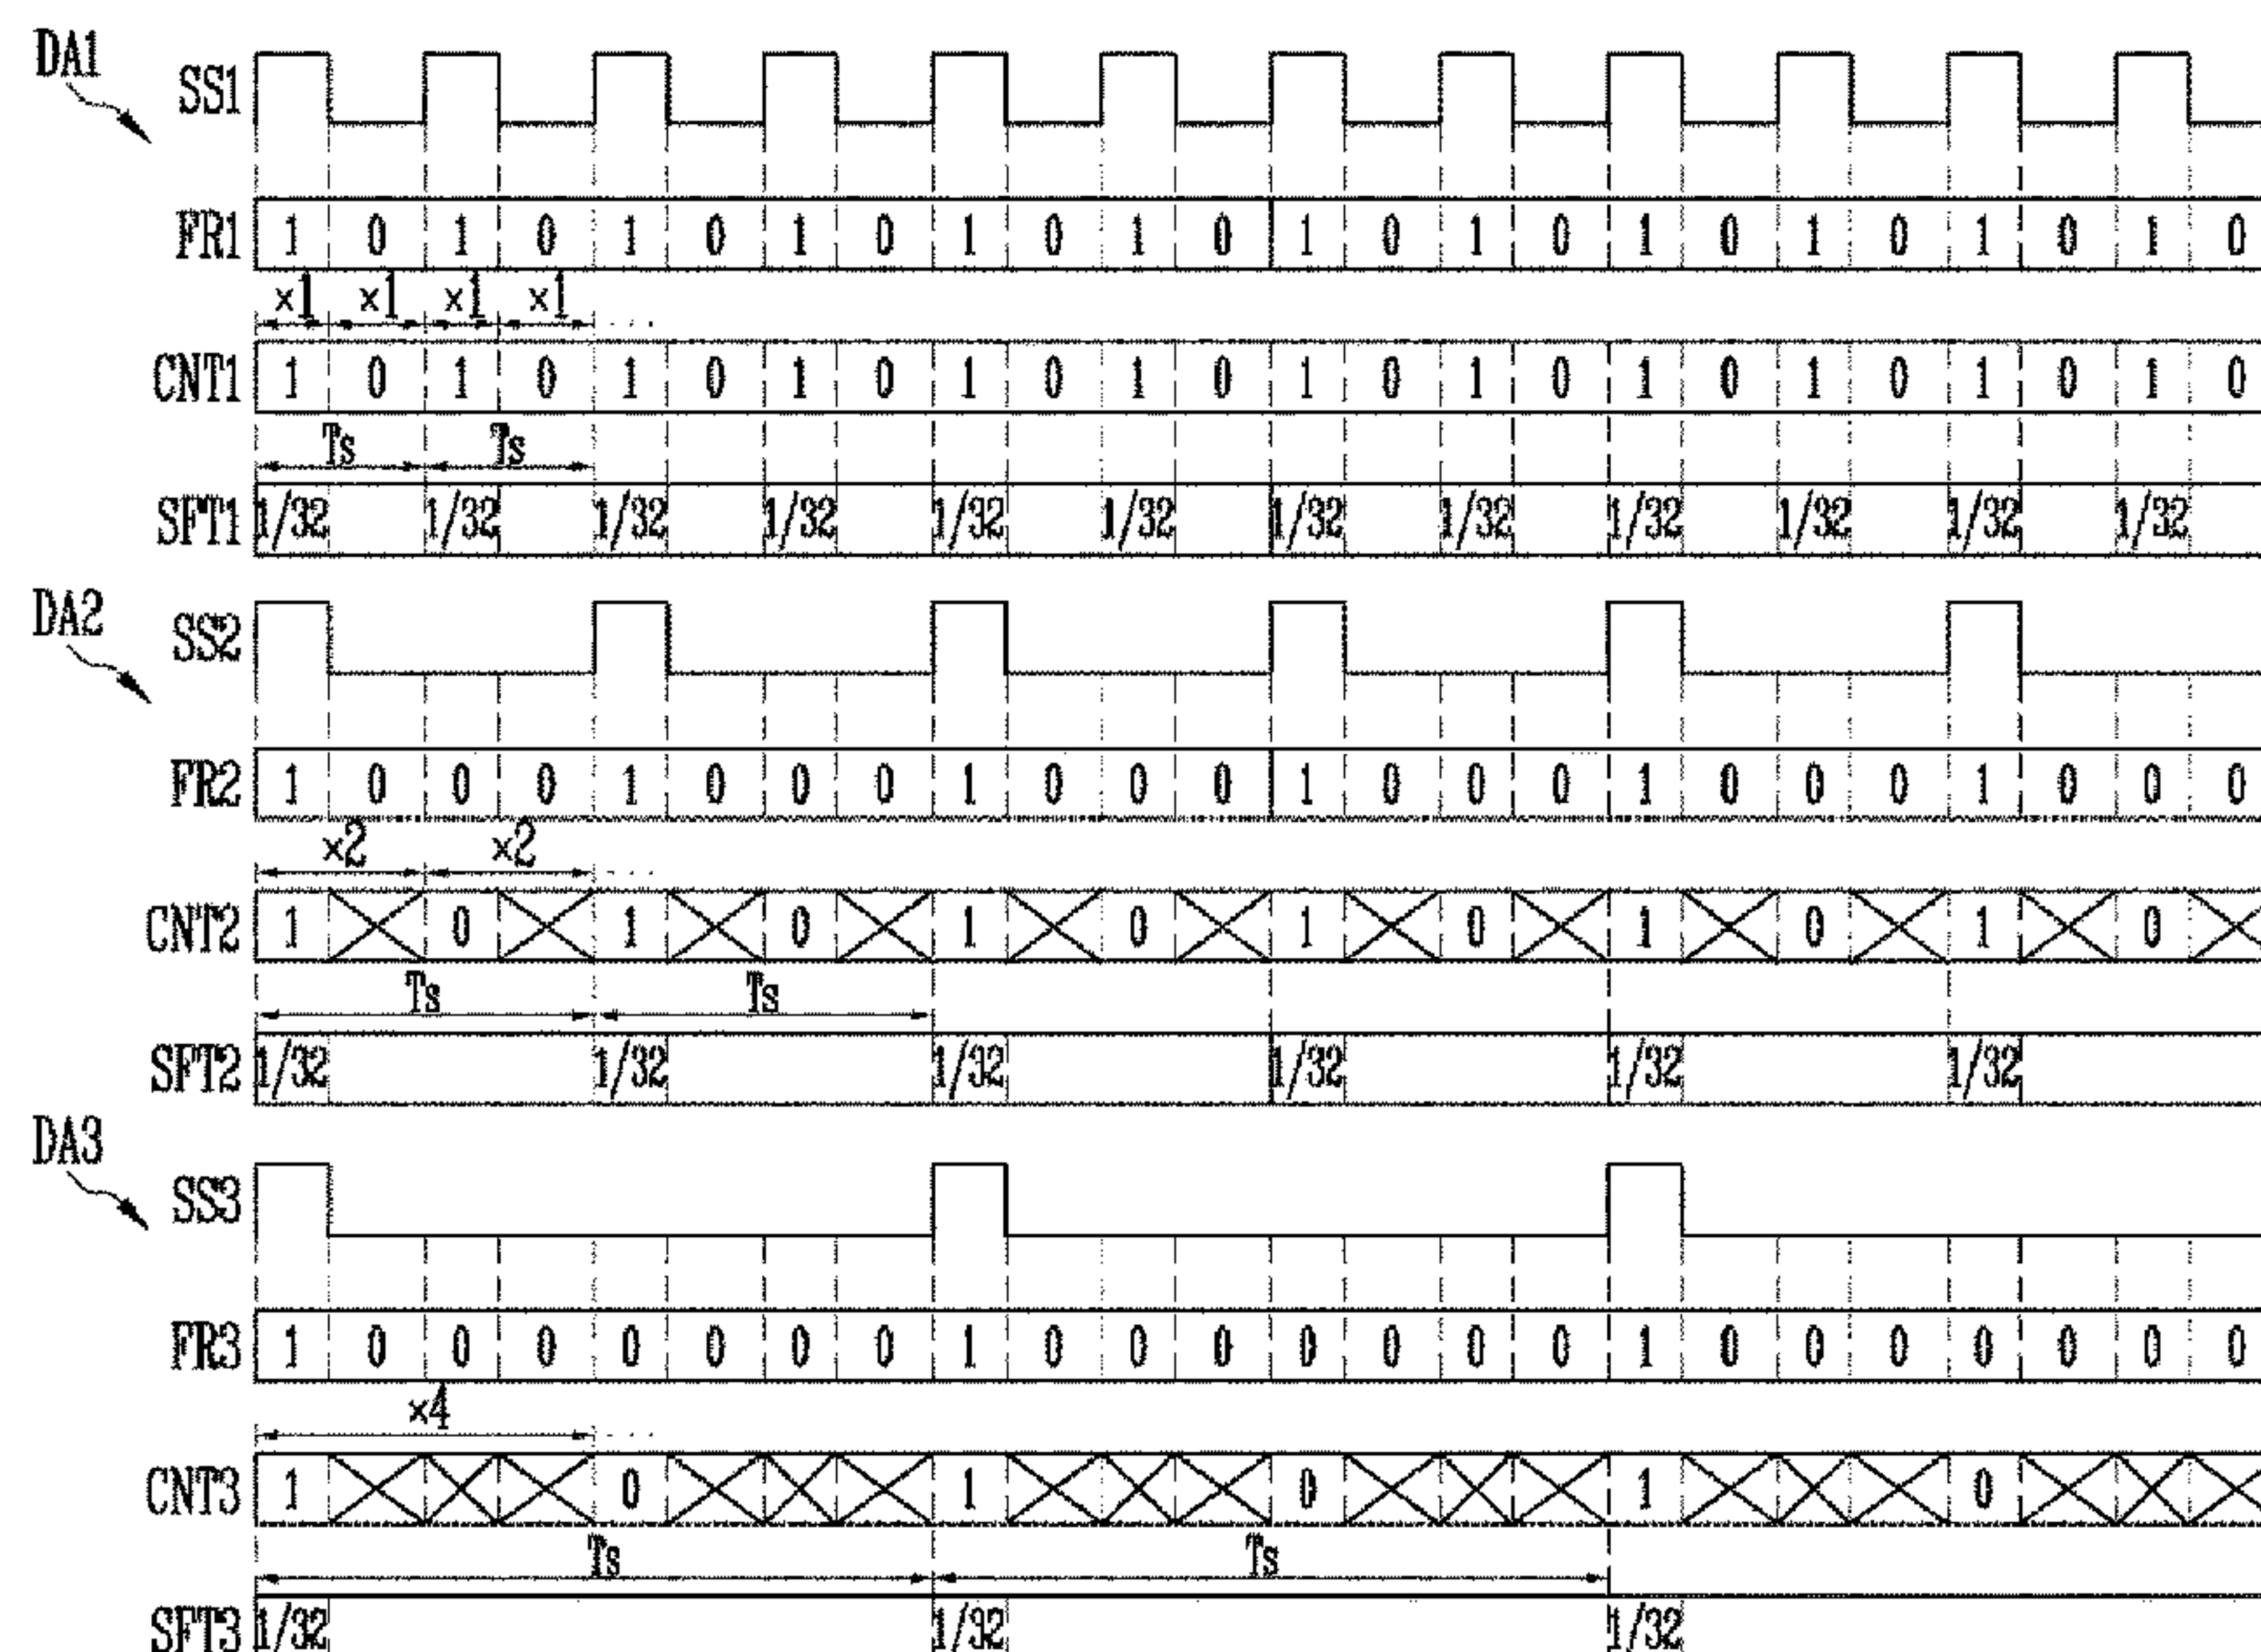 DA1
SS1
FR1 1 0 1 0 1 0 1 0 1 0 1 0 1 0 1 0 1 0 1 0 1 0 1 0
×1 ×1 ×1 ×1
CNT1 1 0 1 0 1 0 1 0 1 0 1 0 1 0 1 0 1 0 1 0 1 0 1 0
Ts Ts
SFT1 1/32 1/32 1/32 1/32 1/32 1/32 1/32 1/32 1/32 1/32 1/32 1/32
DA2
SS2
FR2 1 0 0 0 1 0 0 0 1 0 0 0 1 0 0 0 1 0 0 0 1 0 0 0
×2 ×2
CNT2 1 0 1 0 1 0 1 0 1 0 1 0
Ts Ts
SFT2 1/32 1/32 1/32 1/32 1/32 1/32
DA3
SS3
FR3 1 0 0 0 0 0 0 0 1 0 0 0 0 0 0 0 1 0 0 0 0 0 0 0
×4
CNT3 1 0 1 0 1 0
Ts Ts
SFT3 1/32 1/32 1/32